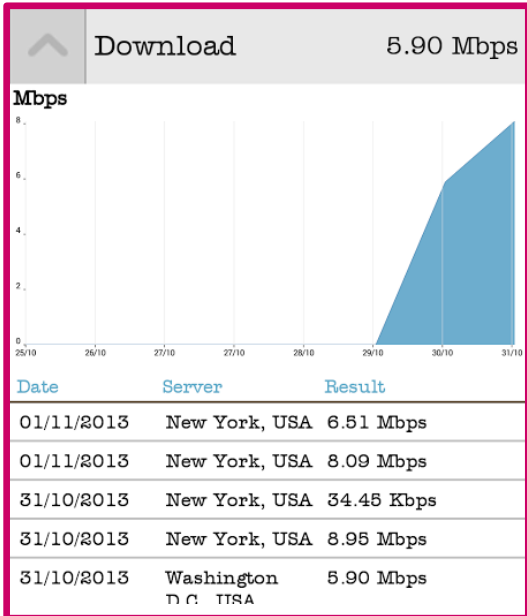 Download 5.90 Mbps
Mbps
8
6
4
2
0
25/10 26/10 27/10 27/10 28/10 29/10 30/10 31/10
Date Server Result
01/11/2013 New York, USA 6.51 Mbps
01/11/2013 New York, USA 8.09 Mbps
31/10/2013 New York, USA 34.45 Kbps
31/10/2013 New York, USA 8.95 Mbps
31/10/2013 Washington 5.90 Mbps
D.C., USA